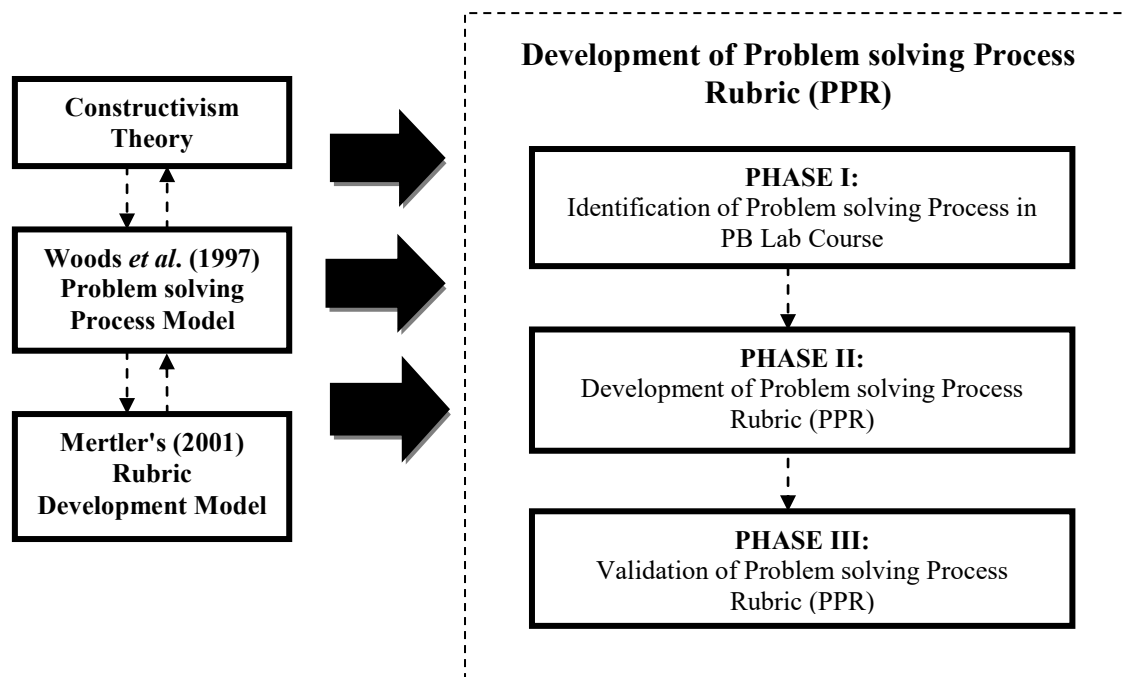 Constructivism
Theory
Woods et al. (1997)
Problem solving
Process Model
Mertler's (2001)
Rubric
Development Model
Development of Problem solving Process
Rubric (PPR)
PHASE I:
Identification of Problem solving Process in
PB Lab Course
PHASE II:
Development of Problem solving Process
Rubric (PPR)
PHASE III:
Validation of Problem solving Process
Rubric (PPR)